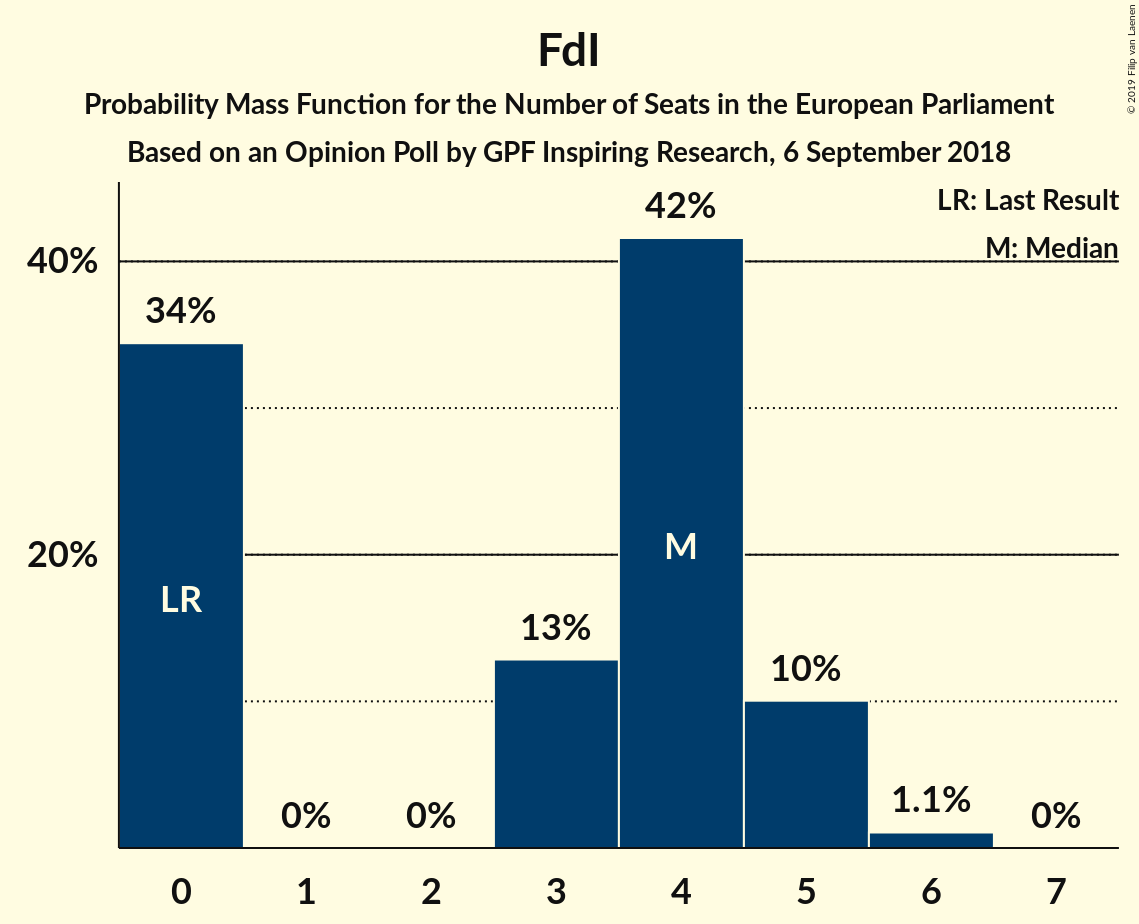 FdI
Probability Mass Function for the Number of Seats in the European Parliament
Based on an Opinion Poll by GPF Inspiring Research, 6 September 2018
© 2019 Filip van Laenen
LR: Last Result
M: Median
40%
20%
34%
0%
0%
13%
42%
10%
1.1%
0%
LR
M
0 1 2 3 4 5 6 7